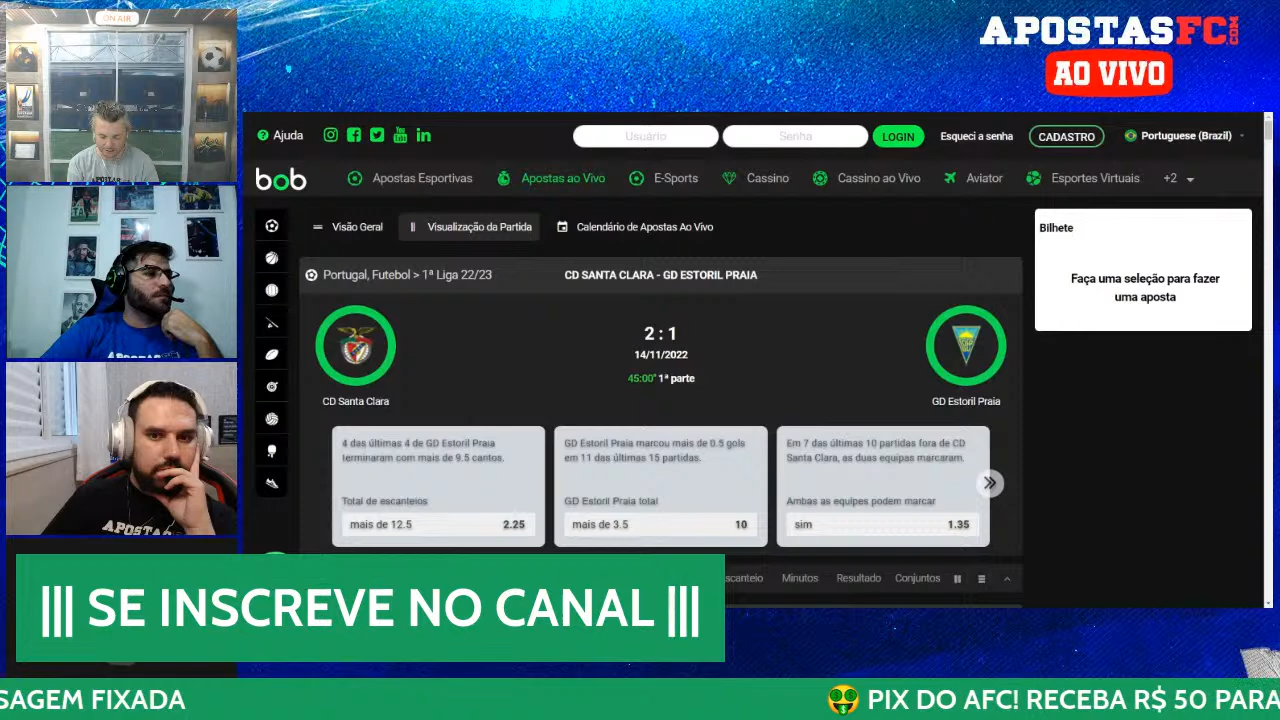 ON AIR
APOSTASFC.COM
AO VIVO
Ajuda
You Tube
Usuário
Senha
LOGIN
Esqueci a senha
CADASTRO
Portuguese (Brazil)
bob
Apostas Esportivas
Apostas ao Vivo
E-Sports
Cassino
Cassino ao Vivo
Aviator
Esportes Virtuais
+2
Visão Geral
Visualização da Partida
Calendário de Apostas Ao Vivo
Bilhete
Faça uma seleção para fazer
uma aposta
Portugal, Futebol > 1ª Liga 22/23
CD SANTA CLARA - GD ESTORIL PRAIA
2 : 1
14/11/2022
45:00" 1ª parte
CD Santa Clara
GD Estoril Praia
4 das últimas 4 de GD Estoril Praia
terminaram com mais de 9.5 cantos.
Total de escanteios
mais de 12.5 2.25
GD Estoril Praia marcou mais de 0.5 gols
em 11 das últimas 15 partidas.
GD Estoril Praia total
mais de 3.5 10
Em 7 das últimas 10 partidas fora de CD
Santa Clara, as duas equipas marcaram.
Ambas as equipes podem marcar
sim 1.35
scanteio Minutos Resultado Conjuntos
APOSTAS
||| SE INSCREVE NO CANAL |||
SAGEM FIXADA
PIX DO AFC! RECEBA R$ 50 PARA